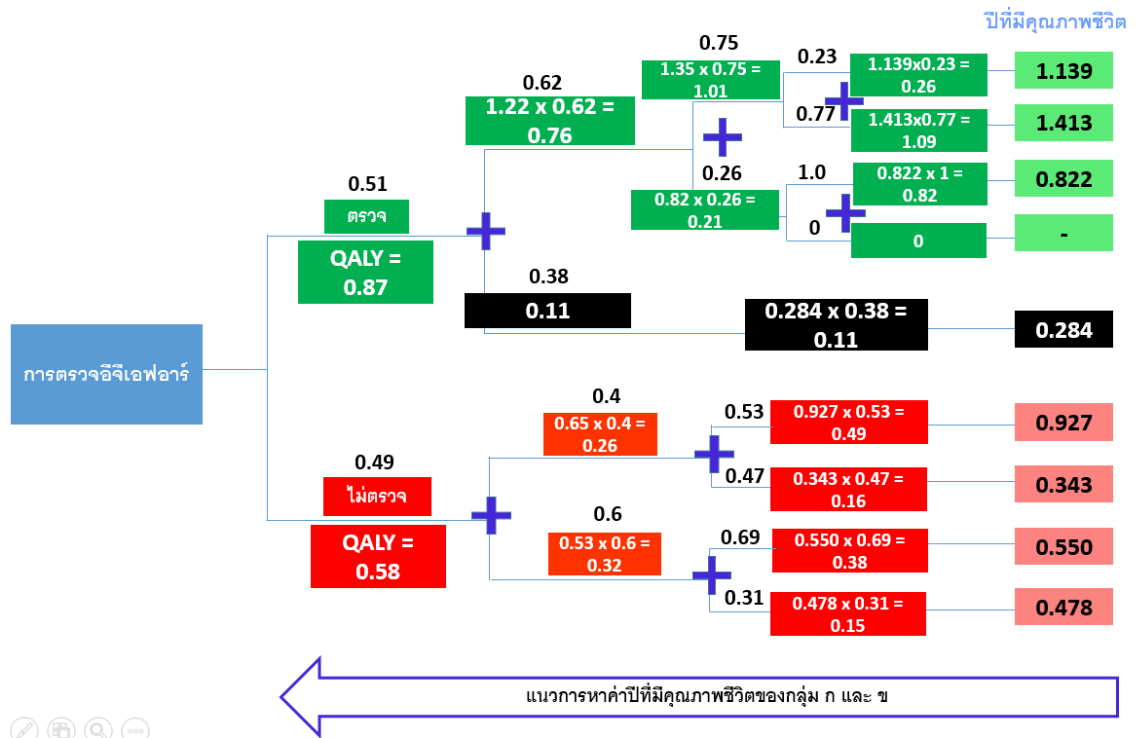 ปีที่มีคุณภาพชีวิต
0.75
0.23
1.139x0.23 =
0.26
1.139
1.35 x 0.75 =
1.01
0.62
1.22 x 0.62 =
0.76
0.77
1.413x0.77 =
1.09
1.413
0.26
1.0
0.822 x 1 =
0.82
0.822
0.51
ตรวจ
0.82 x 0.26 =
0.21
0
0
-
QALY =
0.87
0.38
0.11
0.284 x 0.38 =
0.11
0.284
การตรวจอีจีเอฟอาร์
0.4
0.65 x 0.4 =
0.26
0.53
0.927 x 0.53 =
0.49
0.927
0.49
ไม่ตรวจ
0.47
0.343 x 0.47 =
0.16
0.343
QALY =
0.58
0.6
0.53 x 0.6 =
0.32
0.69
0.550 x 0.69 =
0.38
0.550
0.31
0.478 x 0.31 =
0.15
0.478
แนวการหาค่าปีที่มีคุณภาพชีวิตของกลุ่ม ก และ ข